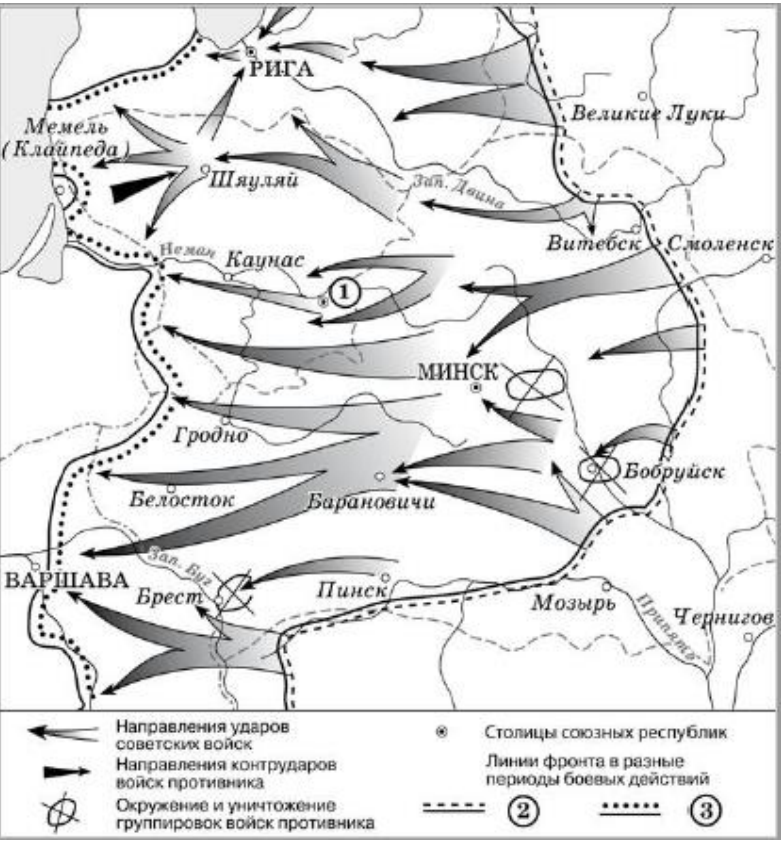 РИГА
Великие Луки
Мемель
(Клайпеда)
Шяуляй
Зап. Двина
Витебск
Смоленск
Неман
Каунас
1
МИНСК
Гродно
Бобруйск
Белосток
Барановичи
Зап. Буг
ВАРШАВА
Брест
Пинск
Мозырь
Припять
Чернигов
Направления ударов
советских войск
Направления контрударов
войск противника
Окружение и уничтожение
группировок войск противника
Столицы союзных республик
Линии фронта в разные
периоды боевых действий
2
3